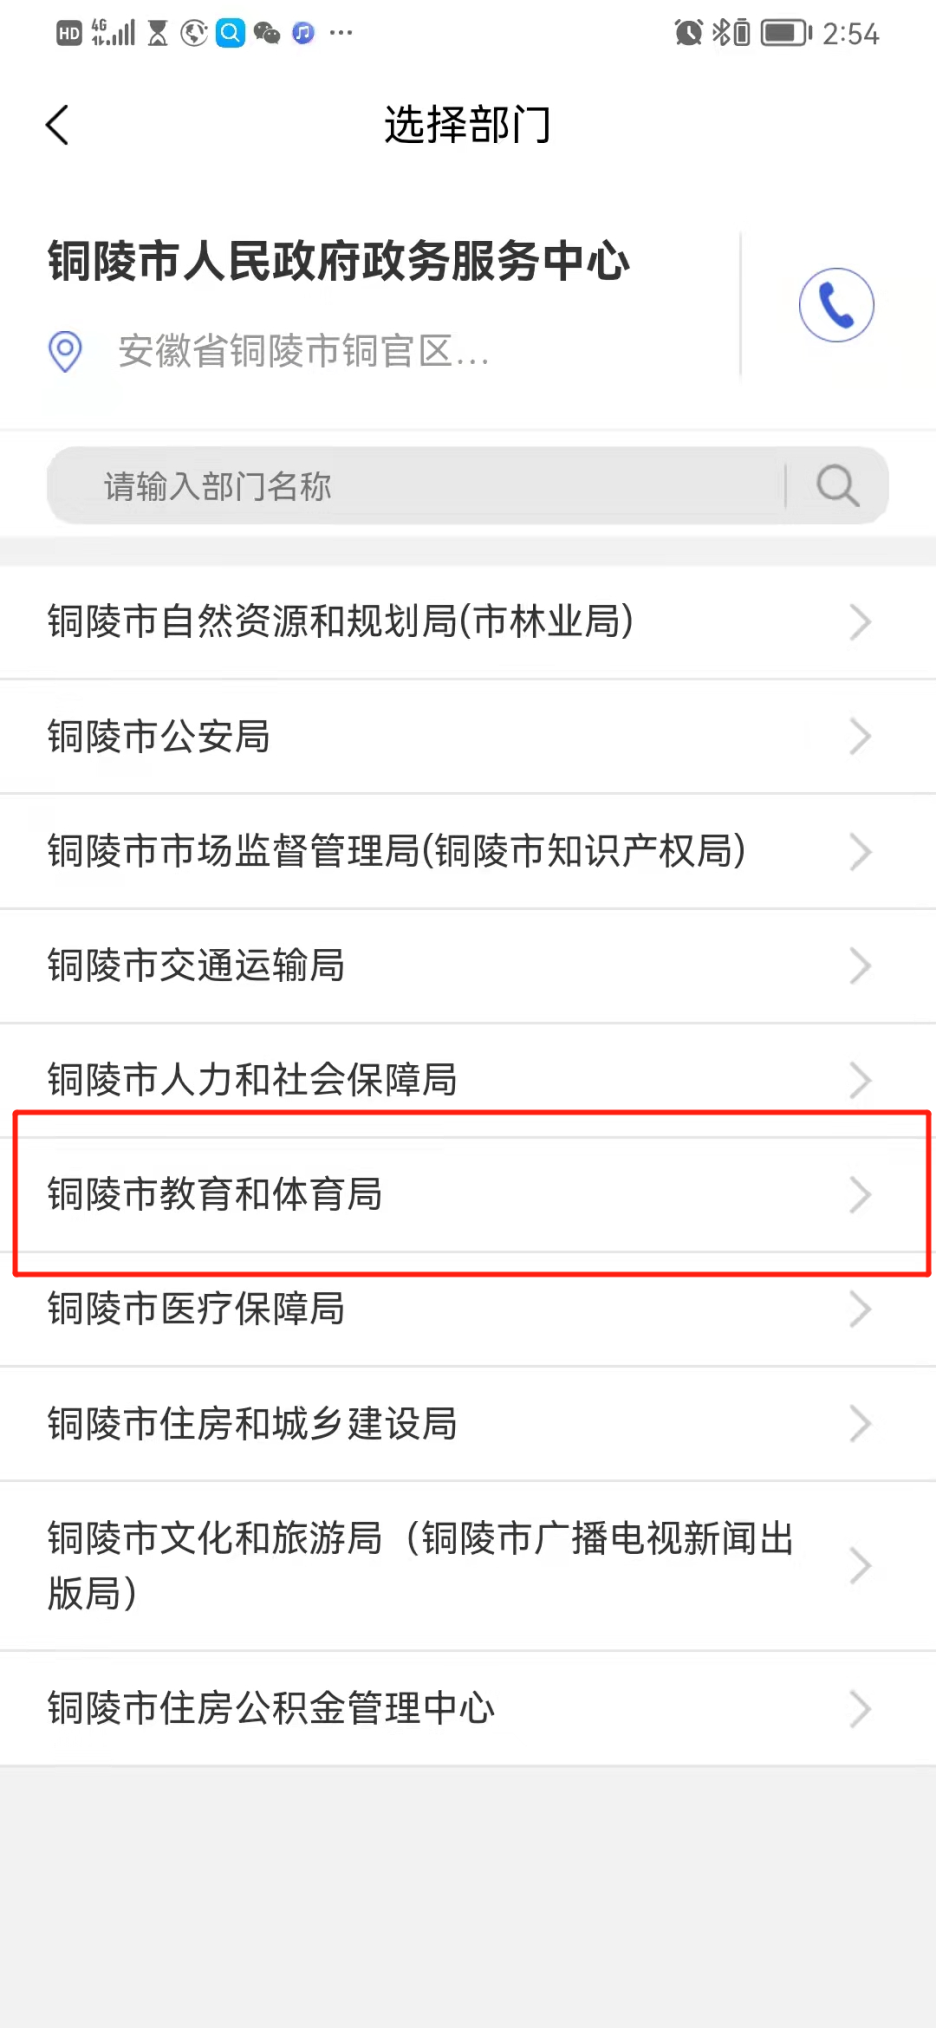 HD 4G 2:54
选择部门
铜陵市人民政府政务服务中心
安徽省铜陵市铜官区...
请输入部门名称
铜陵市自然资源和规划局(市林业局)
铜陵市公安局
铜陵市市场监督管理局(铜陵市知识产权局)
铜陵市交通运输局
铜陵市人力和社会保障局
铜陵市教育和体育局
铜陵市医疗保障局
铜陵市住房和城乡建设局
铜陵市文化和旅游局（铜陵市广播电视新闻出
版局）
铜陵市住房公积金管理中心